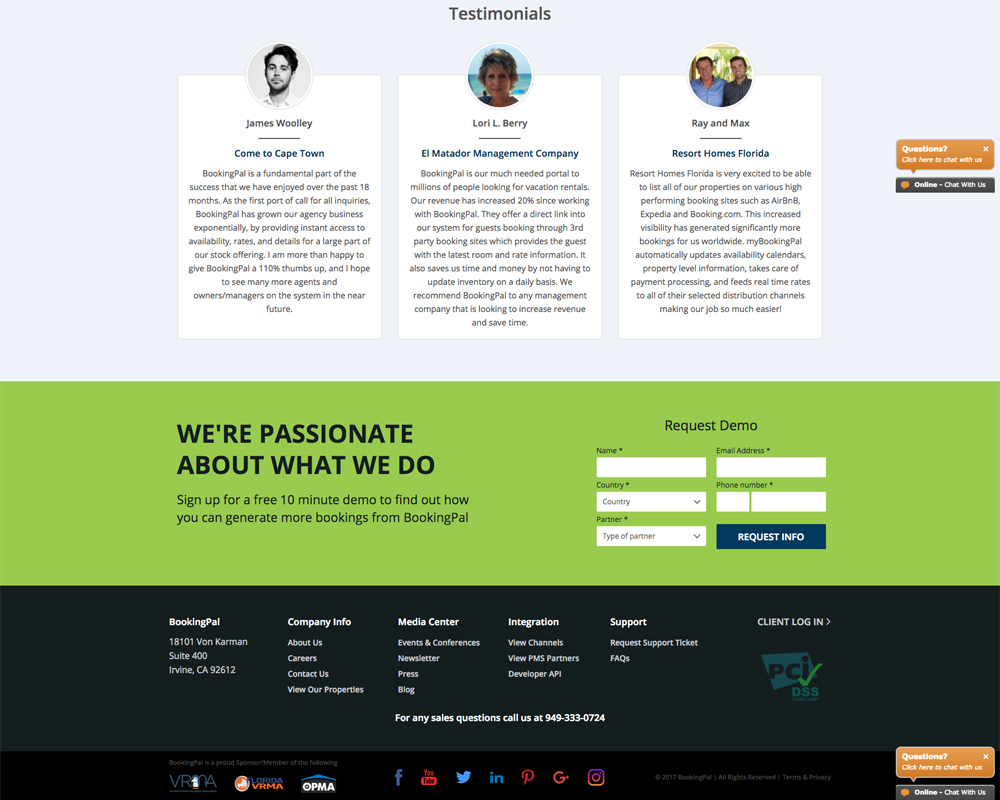 Testimonials
James Woolley
Come to Cape Town
BookingPal is a fundamental part of the
success that we have enjoyed over the past 18
months. As the first port of call for all inquiries,
BookingPal has grown our agency business
exponentially, by providing instant access to
availability, rates, and details for a large part of
our stock offering. I am more than happy to
give BookingPal a 110% thumbs up, and I hope
to see many more agents and
owners/managers on the system in the near
future.
Lori L. Berry
El Matador Management Company
BookingPal is our much needed portal to
millions of people looking for vacation rentals.
Our revenue has increased 20% since working
with BookingPal. They offer a direct link into
our system for guests booking through 3rd
party booking sites which provides the guest
with the latest room and rate information. It
also saves us time and money by not having to
update inventory on a daily basis. We
recommend BookingPal to any management
company that is looking to increase revenue
and save time.
Ray and Max
Resort Homes Florida
Resort Homes Florida is very excited to be able
to list all of our properties on various high
performing booking sites such as AirBnB,
Expedia and Booking.com. This increased
visibility has generated significantly more
bookings for us worldwide. myBookingPal
automatically updates availability calendars,
property level information, takes care of
payment processing, and feeds real time rates
to all of their selected distribution channels
making our job so much easier!
Questions?
Click here to chat with us
Online - Chat With Us
WE'RE PASSIONATE
ABOUT WHAT WE DO
Sign up for a free 10 minute demo to find out how
you can generate more bookings from BookingPal
Request Demo
Name *
Email Address *
Country *
Phone number *
Country
Partner *
Type of partner
REQUEST INFO
BookingPal
18101 Von Karman
Suite 400
Irvine, CA 92612
Company Info
About Us
Careers
Contact Us
View Our Properties
Media Center
Events & Conferences
Newsletter
Press
Blog
Integration
View Channels
View PMS Partners
Developer API
Support
Request Support Ticket
FAQs
CLIENT LOG IN >
PCi
DSS
For any sales questions call us at 949-333-0724
BookingPal is a proud Sponsor/Member of the following
VRMA
FLORIDA
VRMA
OPMA
You
Tube
© 2017 BookingPal | All Rights Reserved | Terms & Privacy
Questions?
Click here to chat with us
Online - Chat With Us